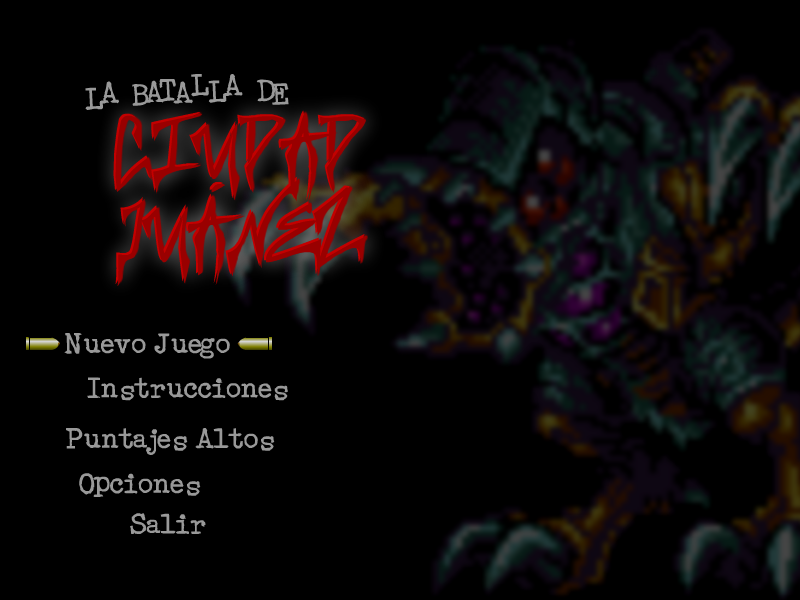 LA BATALLA DE
CIUDAD
JUÁREZ
Nuevo Juego
Instrucciones
Puntajes Altos
Opciones
Salir